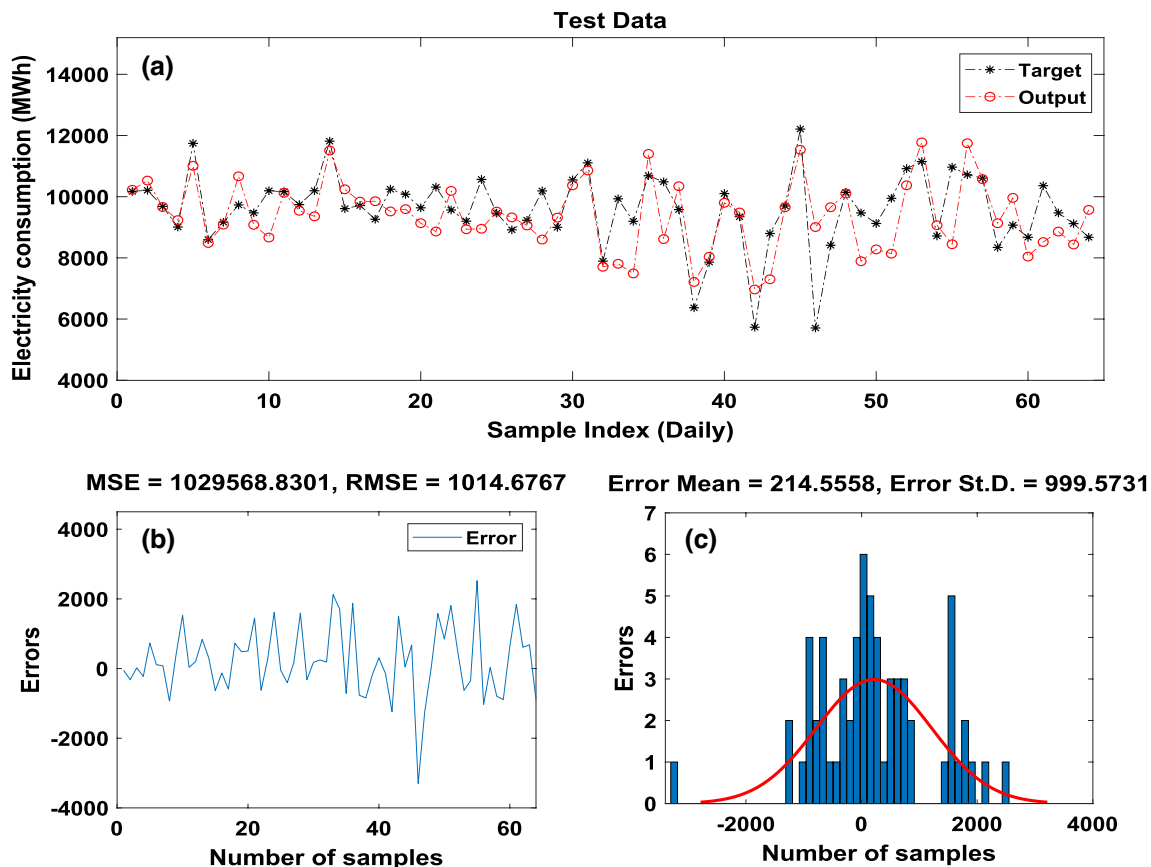 Test Data
(a)
Target
Output
Electricity consumption (MWh)
14000
12000
10000
8000
6000
4000
0 10 20 30 40 50 60
Sample Index (Daily)
MSE = 1029568.8301, RMSE = 1014.6767
(b)
Error
Errors
4000
2000
0
-2000
-4000
0 20 40 60
Number of samples
Error Mean = 214.5558, Error St.D. = 999.5731
(c)
Errors
7
6
5
4
3
2
1
0
-2000 0 2000 4000
Number of samples